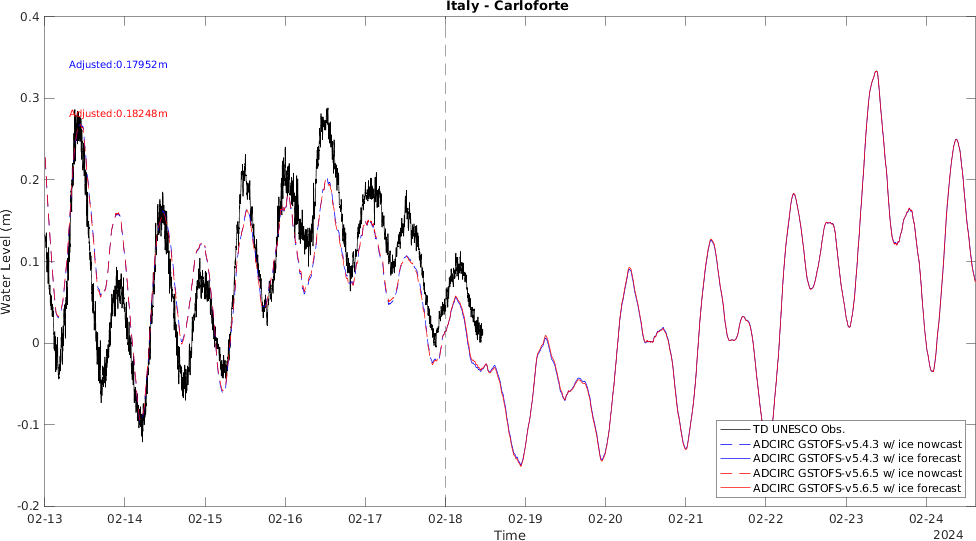 Italy - Carloforte
0.4
0.3
0.2
0.1
0
-0.1
-0.2
Water Level (m)
Adjusted:0.17952m
Adjusted:0.18248m
TD UNESCO Obs.
ADCIRC GSTOFS-v5.4.3 w/ ice nowcast
ADCIRC GSTOFS-v5.4.3 w/ ice forecast
ADCIRC GSTOFS-v5.6.5 w/ ice nowcast
ADCIRC GSTOFS-v5.6.5 w/ ice forecast
02-13 02-14 02-15 02-16 02-17 02-18 02-19 02-20 02-21 02-22 02-23 02-24
Time
2024